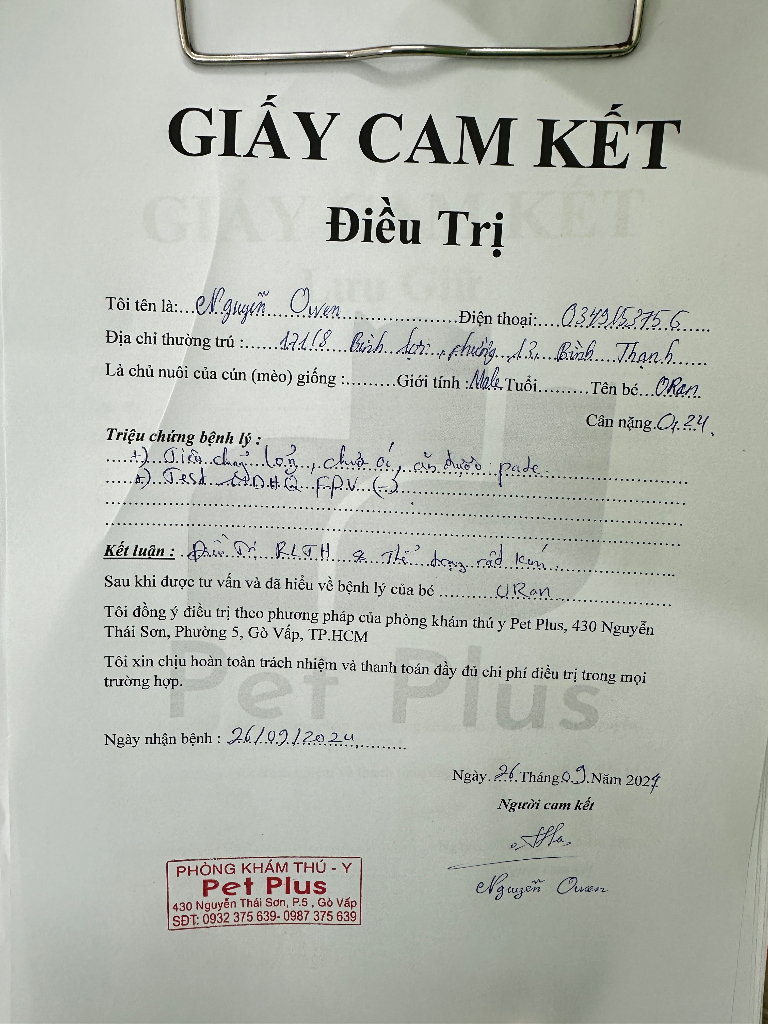 GIẤY CAM KẾT
Điều Trị
Tôi tên là:...Nguyễn Owen.....................Điện thoại:....0349153756......
Địa chỉ thường trú :......171/8 Bình Lợi, phường 13, Bình Thạnh......
Là chủ nuôi của cún (mèo) giống :.........Giới tính :Male.Tuổi.........Tên bé..ORan
Cân nặng.0,24.
Triệu chứng bệnh lý :
+) Tiêu chảy lỏng, chưa ói, ăn được pate
+) Test FPV (-)
Kết luận : Điều Trị RLTH & Thể trạng rất kém
Sau khi được tư vấn và đã hiểu về bệnh lý của bé ..........ORan..................
Tôi đồng ý điều trị theo phương pháp của phòng khám thú y Pet Plus, 430 Nguyễn
Thái Sơn, Phường 5, Gò Vấp, TP.HCM
Tôi xin chịu hoàn toàn trách nhiệm và thanh toán đầy đủ chi phí điều trị trong mọi
trường hợp.
Pet Plus
Ngày nhận bệnh : 26/09/2024..........
Ngày.26.Tháng09.Năm 2024
Người cam kết
Nguyễn Owen
PHÒNG KHÁM THÚ - Y
Pet Plus
430 Nguyễn Thái Sơn, P.5 , Gò Vấp
SĐT: 0932 375 639- 0987 375 639